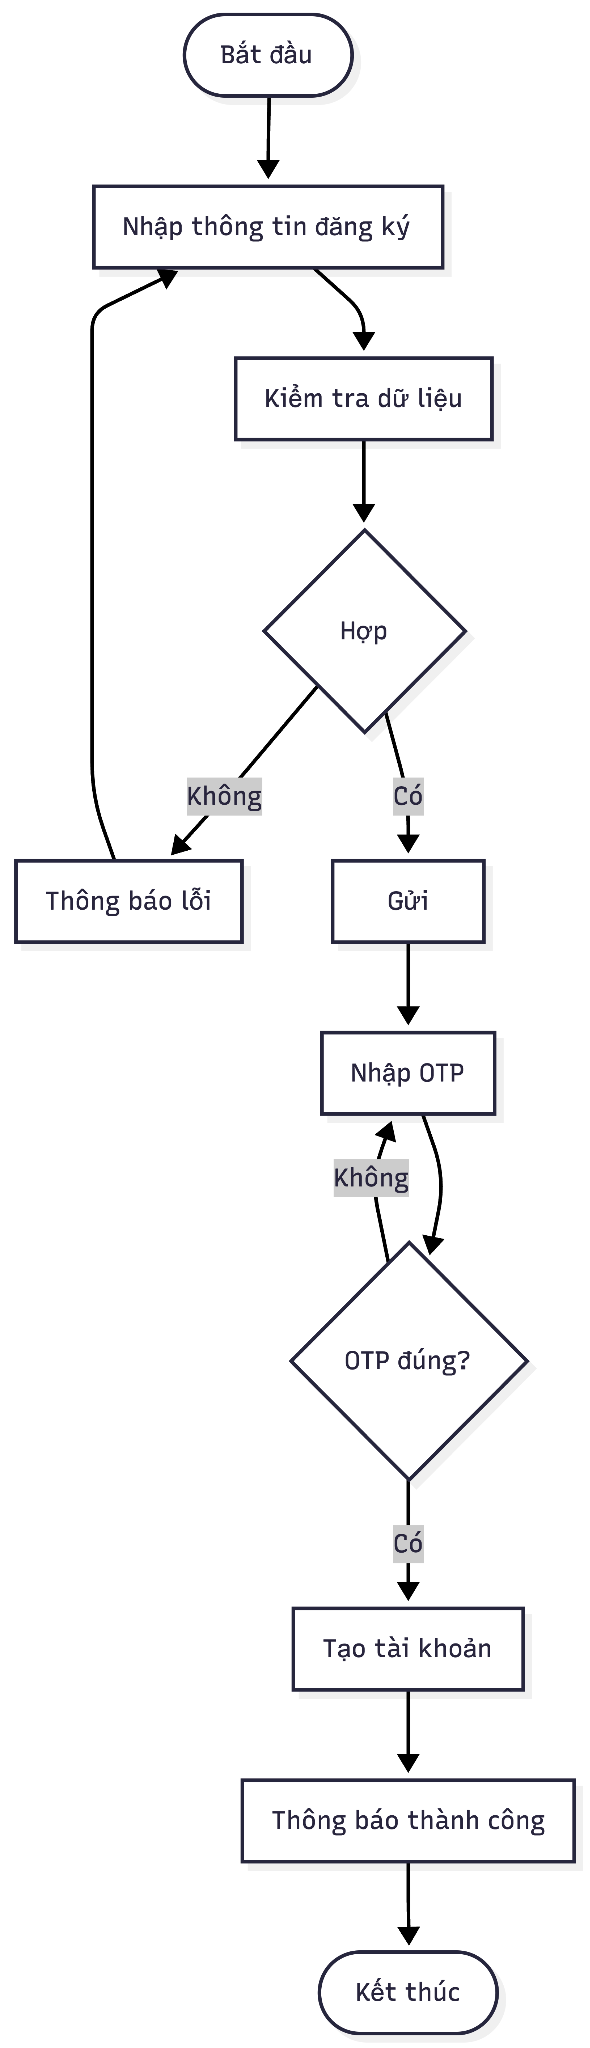 Bắt đầu
Nhập thông tin đăng ký
Kiểm tra dữ liệu
Hợp
Không
Có
Thông báo lỗi
Gửi
Nhập OTP
Không
OTP đúng?
Có
Tạo tài khoản
Thông báo thành công
Kết thúc